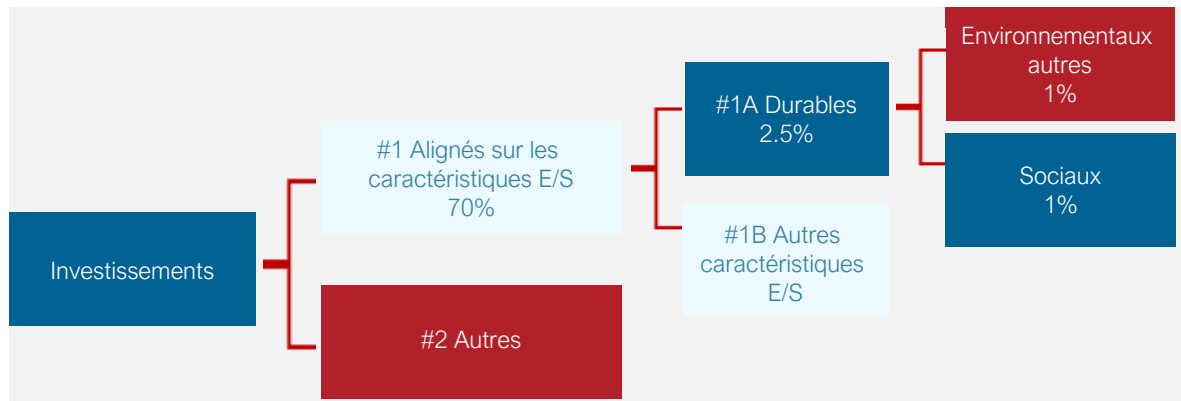 Investissements
#1 Alignés sur les
caractéristiques E/S
70%
#2 Autres
#1A Durables
2.5%
#1B Autres
caractéristiques
E/S
Environnementaux
autres
1%
Sociaux
1%